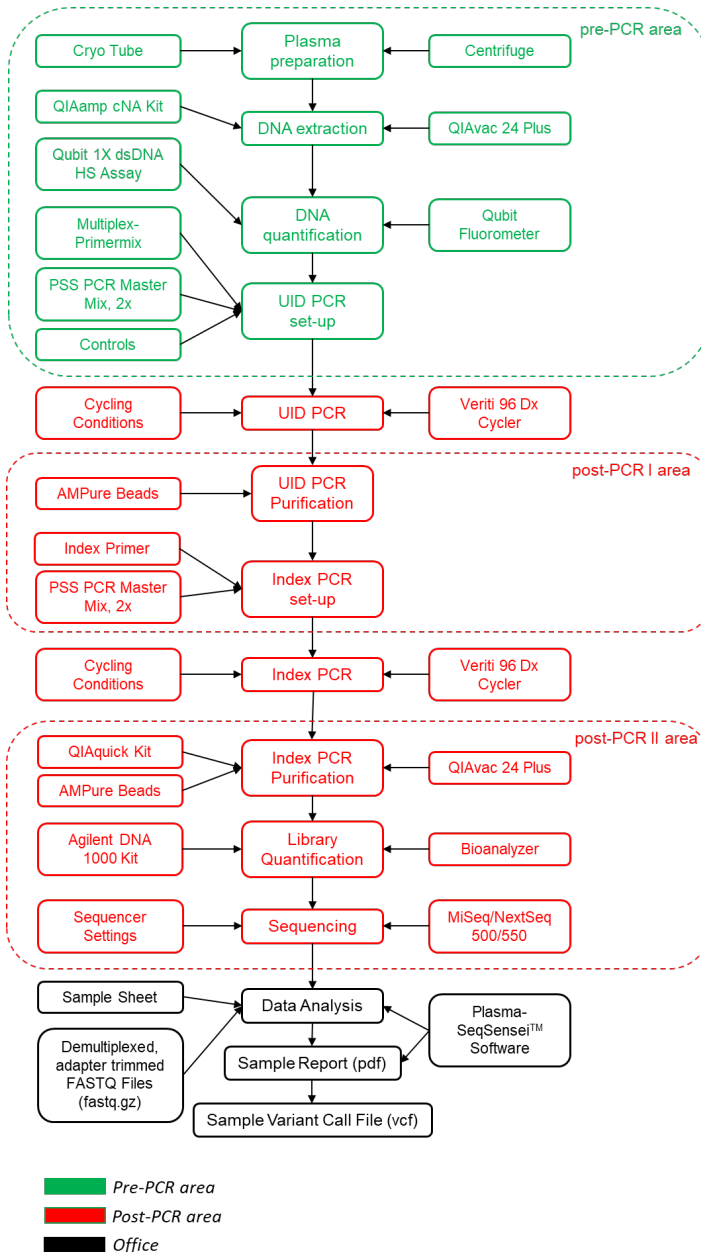 pre-PCR area
Cryo Tube
Plasma
preparation
Centrifuge
QIAamp cNA Kit
DNA extraction
QIAvac 24 Plus
Qubit 1X dsDNA
HS Assay
Multiplex-
Primermix
DNA
quantification
Qubit
Fluorometer
PSS PCR Master
Mix, 2x
UID PCR
set-up
Controls
Cycling
Conditions
UID PCR
Veriti 96 Dx
Cycler
post-PCR I area
AMPure Beads
UID PCR
Purification
Index Primer
PSS PCR Master
Mix, 2x
Index PCR
set-up
Cycling
Conditions
Index PCR
Veriti 96 Dx
Cycler
post-PCR II area
QIAquick Kit
AMPure Beads
Index PCR
Purification
QIAvac 24 Plus
Agilent DNA
1000 Kit
Library
Quantification
Bioanalyzer
Sequencer
Settings
Sequencing
MiSeq/NextSeq
500/550
Sample Sheet
Data Analysis
Plasma-
SeqSensei™
Software
Demultiplexed,
adapter trimmed
FASTQ Files
(fastq.gz)
Sample Report (pdf)
Sample Variant Call File (vcf)
Pre-PCR area
Post-PCR area
Office